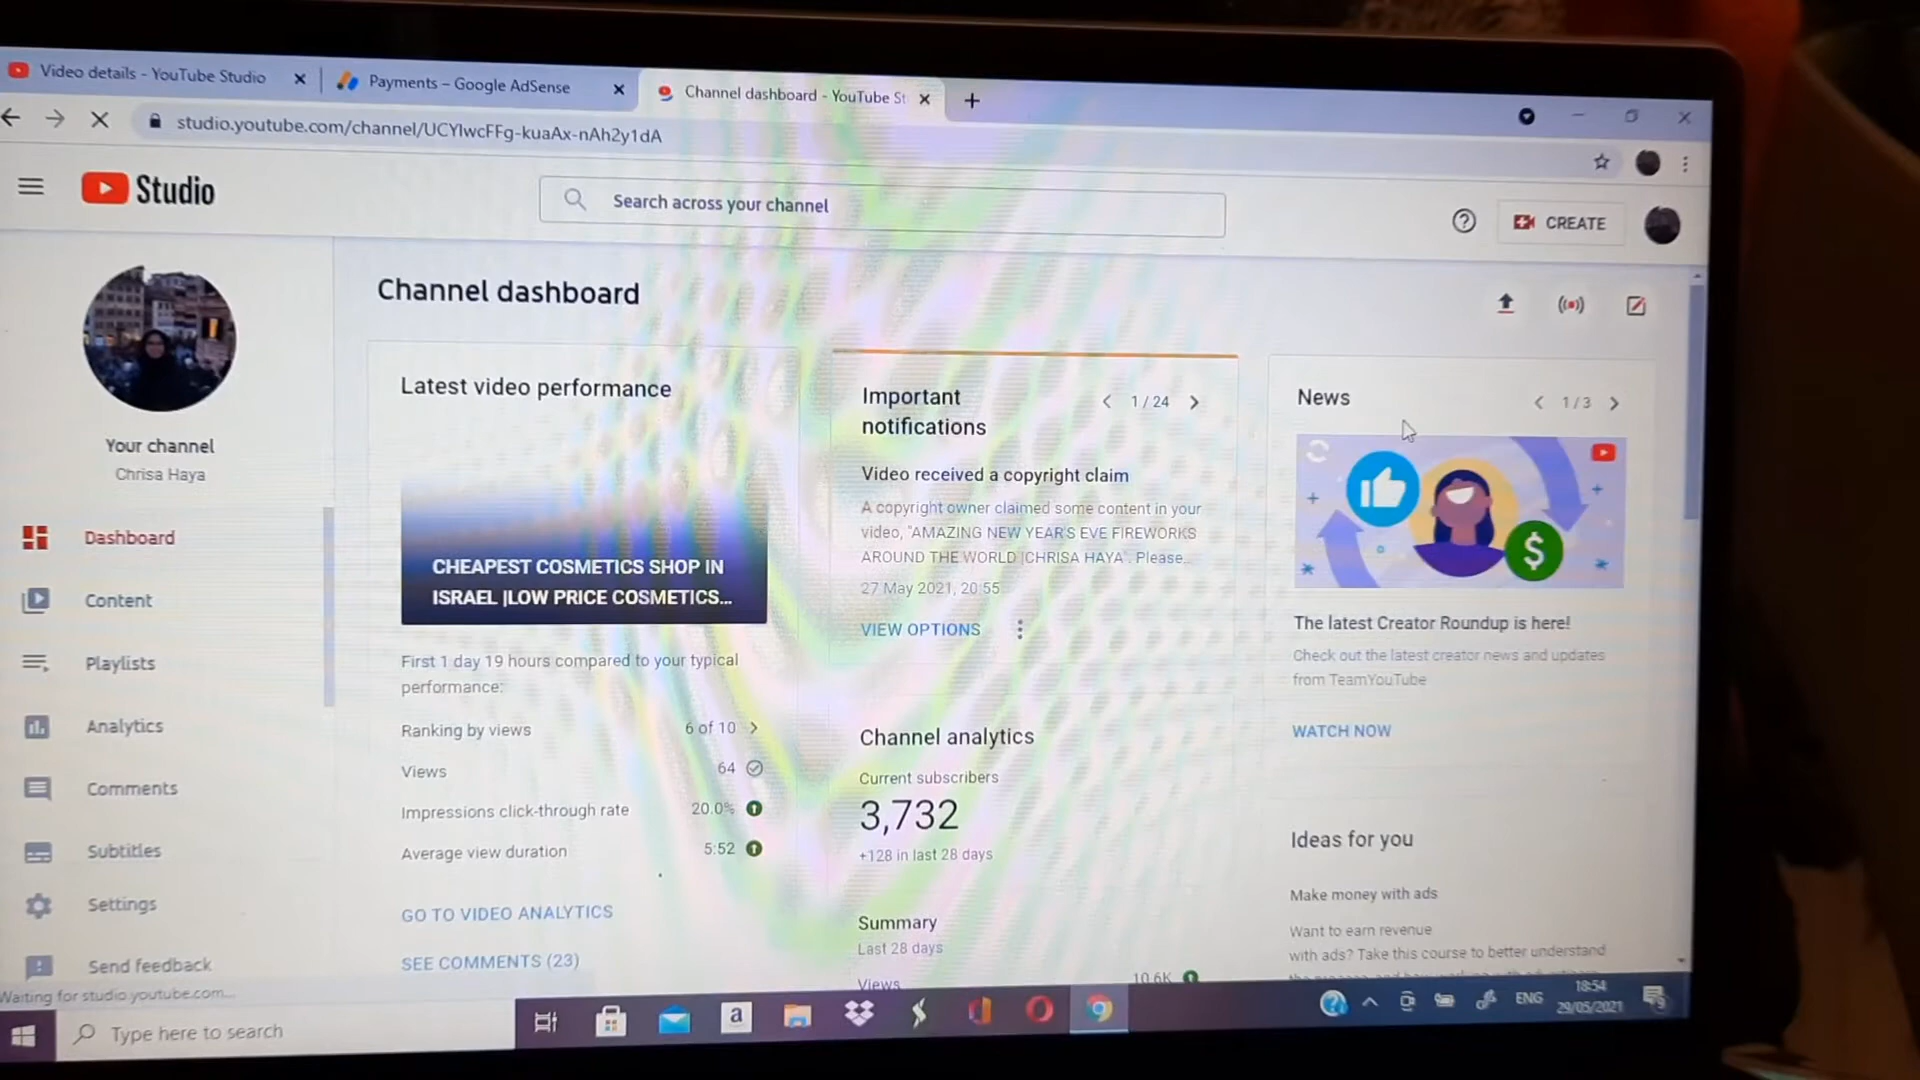 Video details - YouTube Studio
Payments – Google AdSense
Channel dashboard - YouTube St
studio.youtube.com/channel/UCYlwcFFg-kuaAx-nAh2y1dA
Studio
Search across your channel
CREATE
Channel dashboard
Your channel
Chrisa Haya
Dashboard
Content
Playlists
Analytics
Comments
Subtitles
Settings
Send feedback
Waiting for studio.youtube.com...
Latest video performance
CHEAPEST COSMETICS SHOP IN
ISRAEL |LOW PRICE COSMETICS...
First 1 day 19 hours compared to your typical
performance:
Ranking by views 6 of 10
Views 64
Impressions click-through rate 20.0%
Average view duration 5:52
GO TO VIDEO ANALYTICS
SEE COMMENTS (23)
Important
notifications
1 / 24
Video received a copyright claim
A copyright owner claimed some content in your
video, "AMAZING NEW YEAR'S EVE FIREWORKS
AROUND THE WORLD |CHRISA HAYA". Please...
27 May 2021, 20:55
VIEW OPTIONS
Channel analytics
Current subscribers
3,732
+128 in last 28 days
Summary
Last 28 days
Views 10.6K
News
1 / 3
The latest Creator Roundup is here!
Check out the latest creator news and updates
from TeamYouTube
WATCH NOW
Ideas for you
Make money with ads
Want to earn revenue
with ads? Take this course to better understand
Type here to search
a
ENG
18:54
29/05/2021